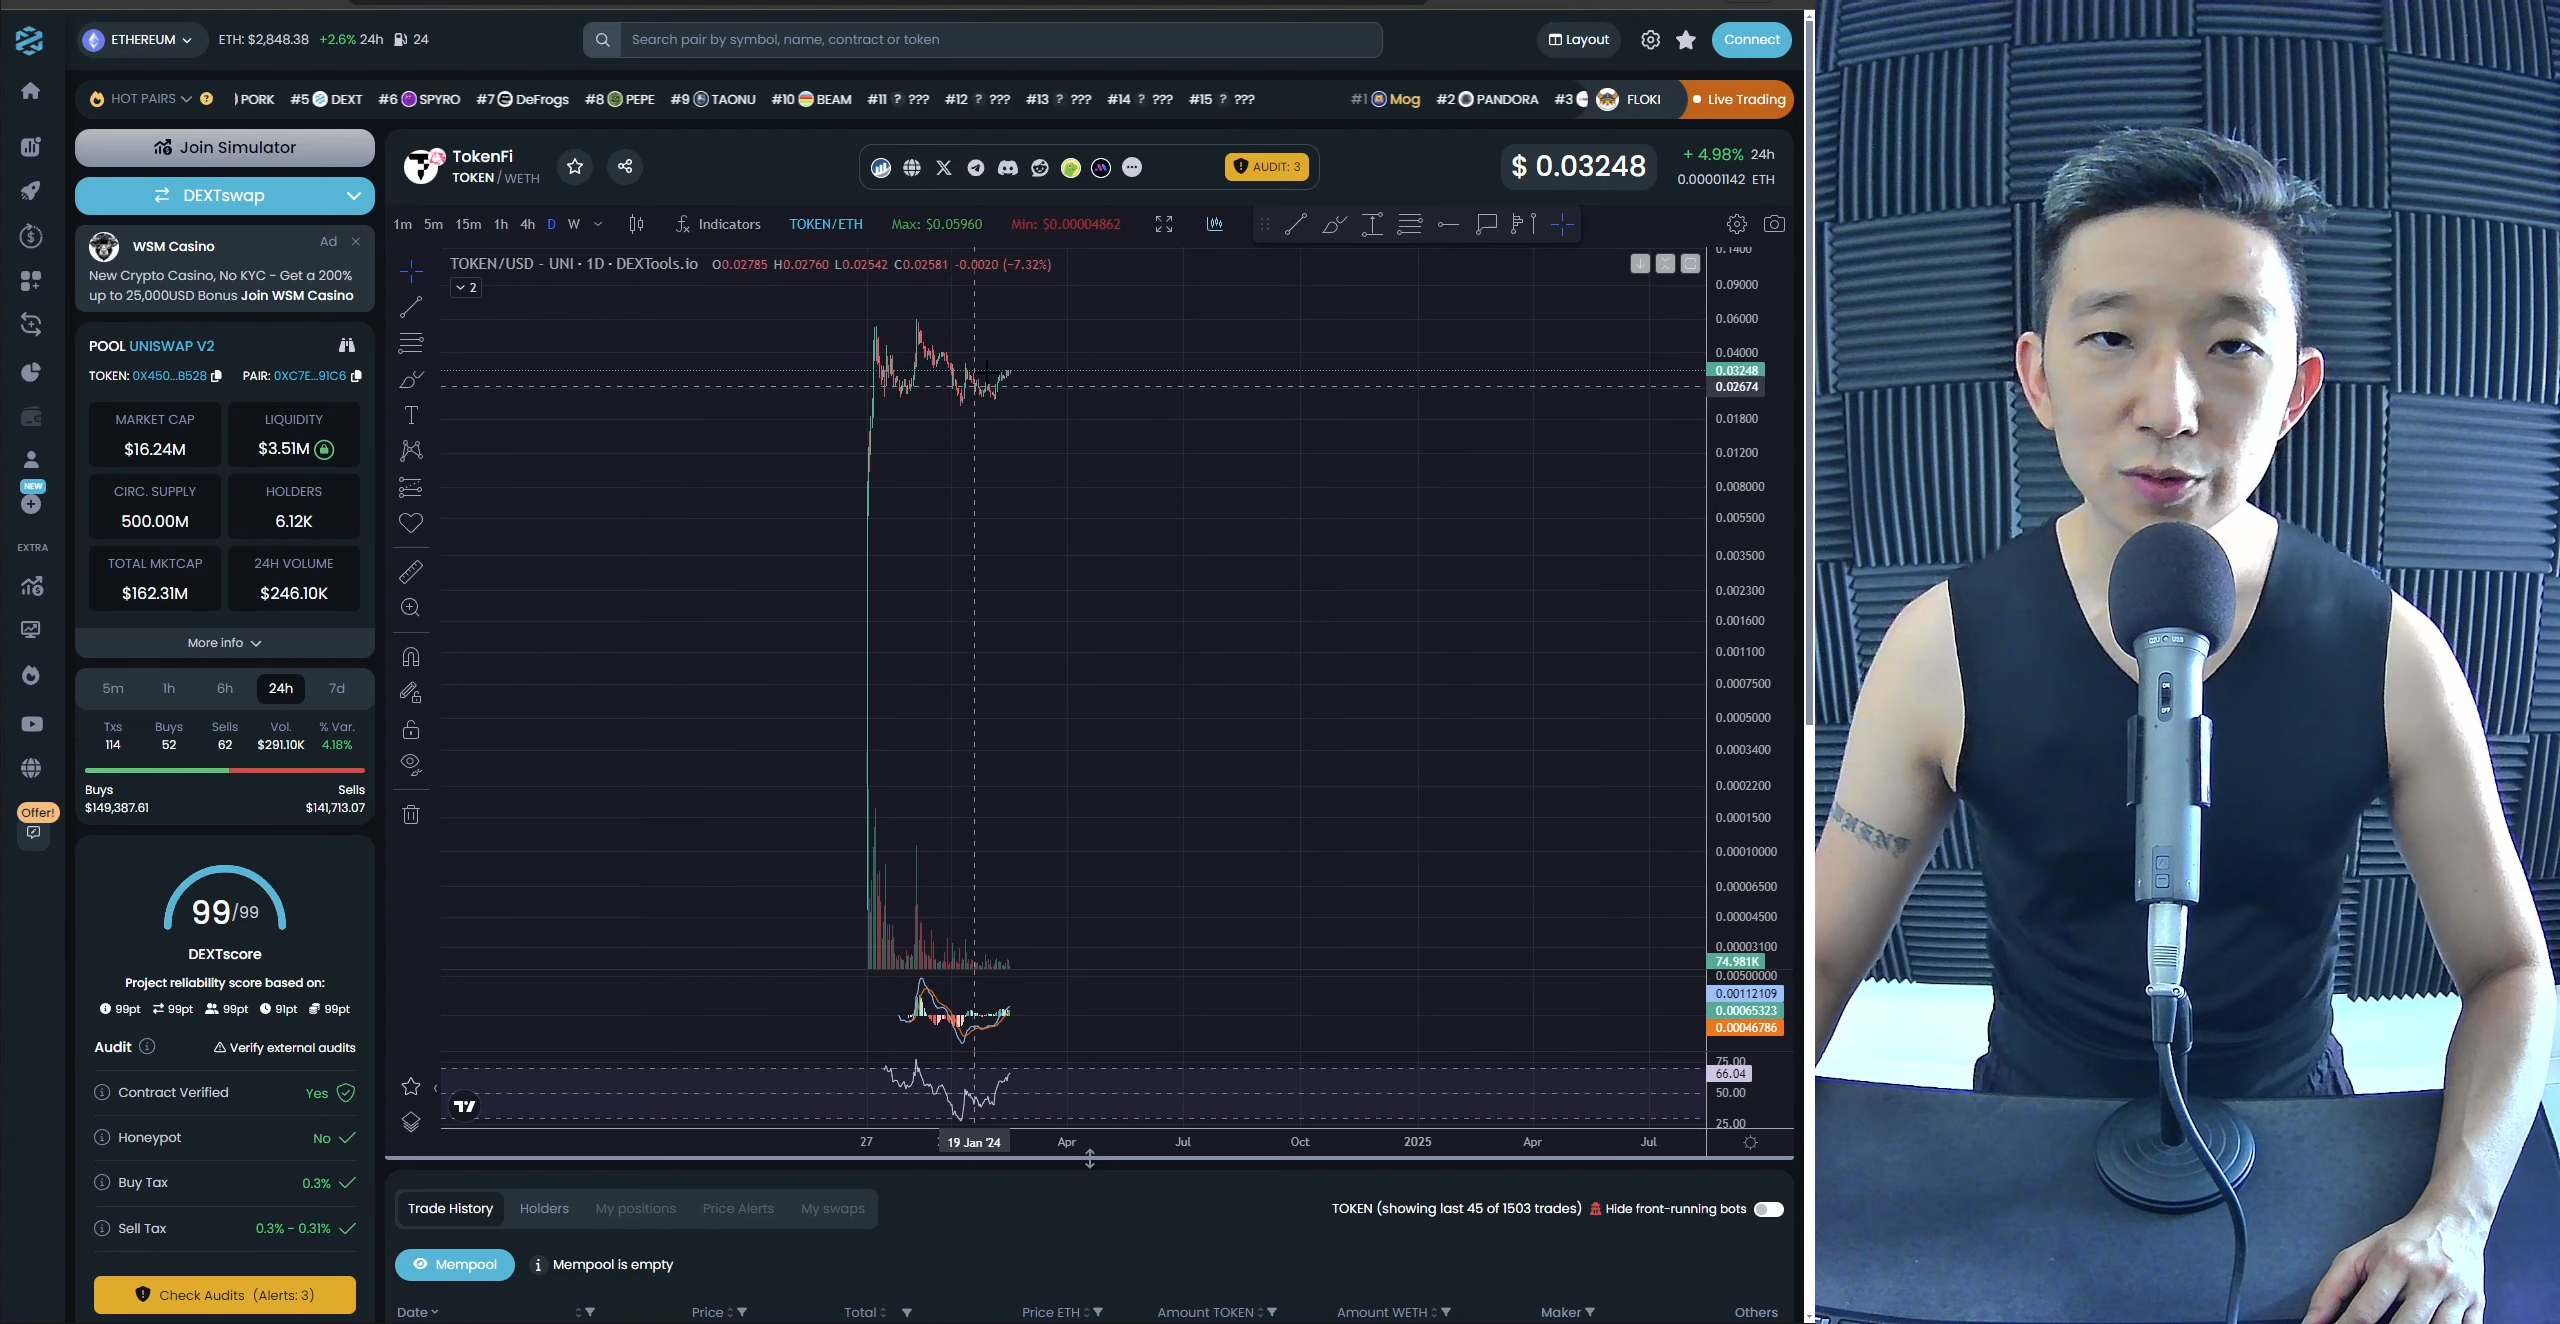 ETHEREUM ETH: $2,848.38 +2.6% 24h 24 Search pair by symbol, name, contract or token Layout Connect
HOT PAIRS ? PORK #5 DEXT #6 SPYRO #7 DeFrogs #8 PEPE #9 TAONU #10 BEAM #11 ? ??? #12 ? ??? #13 ? ??? #14 ? ??? #15 ? ??? #1 Mog #2 PANDORA #3 FLOKI Live Trading
Join Simulator
DEXTswap
WSM Casino Ad
New Crypto Casino, No KYC - Get a 200%
up to 25,000USD Bonus Join WSM Casino
POOL UNISWAP V2
TOKEN: 0X450...B528 PAIR: 0XC7E...91C6
MARKET CAP LIQUIDITY
$16.24M $3.51M
CIRC. SUPPLY HOLDERS
500.00M 6.12K
TOTAL MKTCAP 24H VOLUME
$162.31M $246.10K
More info
5m 1h 6h 24h 7d
Txs Buys Sells Vol. % Var.
114 52 62 $291.10K 4.18%
Buys Sells
$149,387.61 $141,713.07
99/99
DEXTscore
Project reliability score based on:
99pt 99pt 99pt 91pt 99pt
Audit Verify external audits
Contract Verified Yes
Honeypot No
Buy Tax 0.3%
Sell Tax 0.3% - 0.31%
Check Audits (Alerts: 3)
NEW
EXTRA
Offer!
TokenFi
TOKEN / WETH
AUDIT: 3
$ 0.03248
+ 4.98% 24h
0.00001142 ETH
1m 5m 15m 1h 4h D W Indicators TOKEN/ETH Max: $0.05960 Min: $0.00004862
TOKEN/USD - UNI · 1D · DEXTools.io O0.02785 H0.02760 L0.02542 C0.02581 -0.0020 (−7.32%)
2
0.1400
0.09000
0.06000
0.04000
0.03248
0.02674
0.01800
0.01200
0.008000
0.005500
0.003500
0.002300
0.001600
0.001100
0.0007500
0.0005000
0.0003400
0.0002200
0.0001500
0.00010000
0.00006500
0.00004500
0.00003100
74.981K
0.00500000
0.00112109
0.00065323
0.00046786
75.00
66.04
50.00
25.00
27 19 Jan '24 Apr Jul Oct 2025 Apr Jul
Trade History Holders My positions Price Alerts My swaps TOKEN (showing last 45 of 1503 trades) Hide front-running bots
Mempool Mempool is empty
Date Price Total Price ETH Amount TOKEN Amount WETH Maker Others
ON
OFF